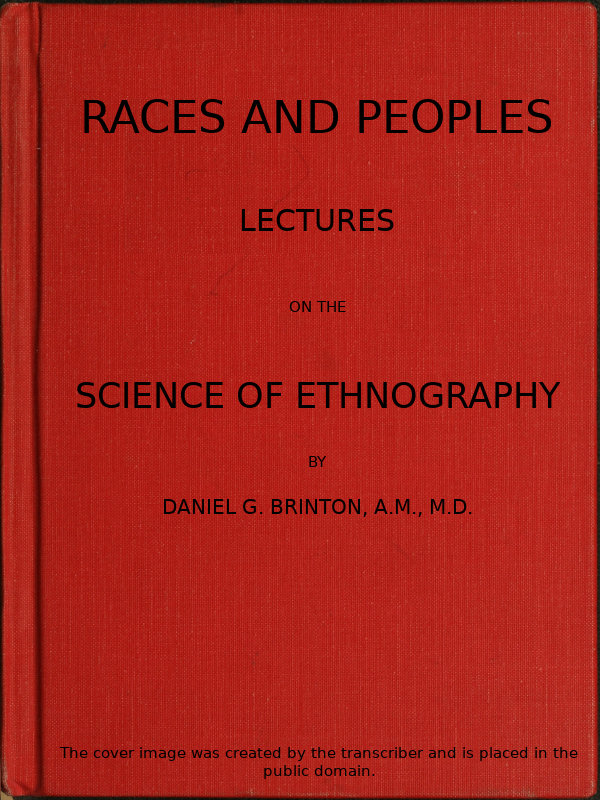 RACES AND PEOPLES
LECTURES
ON THE
SCIENCE OF ETHNOGRAPHY
BY
DANIEL G. BRINTON, A.M., M.D.
The cover image was created by the transcriber and is placed in the
public domain.